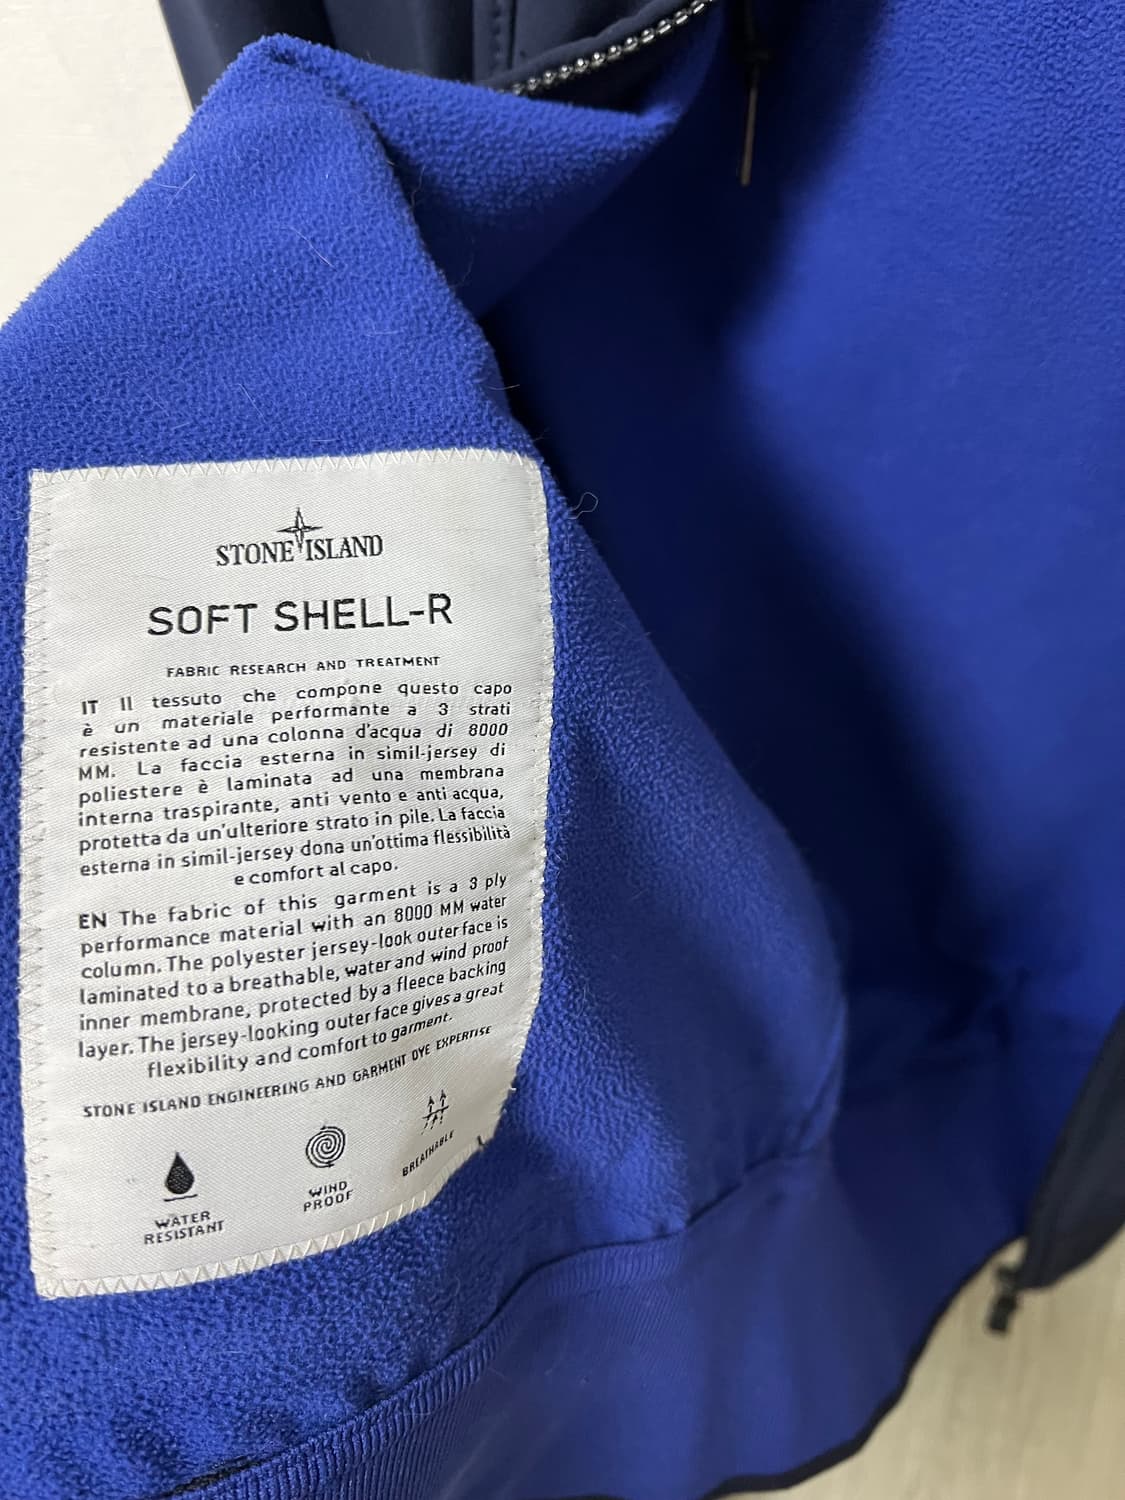 STONE ISLAND
SOFT SHELL-R
FABRIC RESEARCH AND TREATMENT
IT Il tessuto che compone questo capo
è un materiale performante a 3 strati
resistente ad una colonna d'acqua di 8000
MM. La faccia esterna in simil-jersey di
poliestere è laminata ad una membrana
interna traspirante, anti vento e anti acqua,
protetta da un'ulteriore strato in pile. La faccia
esterna in simil-jersey dona un'ottima flessibilità
e comfort al capo.
EN The fabric of this garment is a 3 ply
performance material with an 8000 MM water
column. The polyester jersey-look outer face is
laminated to a breathable, water and wind proof
inner membrane, protected by a fleece backing
layer. The jersey-looking outer face gives a great
flexibility and comfort to garment.
STONE ISLAND ENGINEERING AND GARMENT DYE EXPERTISE
WATER
RESISTANT
WIND
PROOF
BREATHABLE